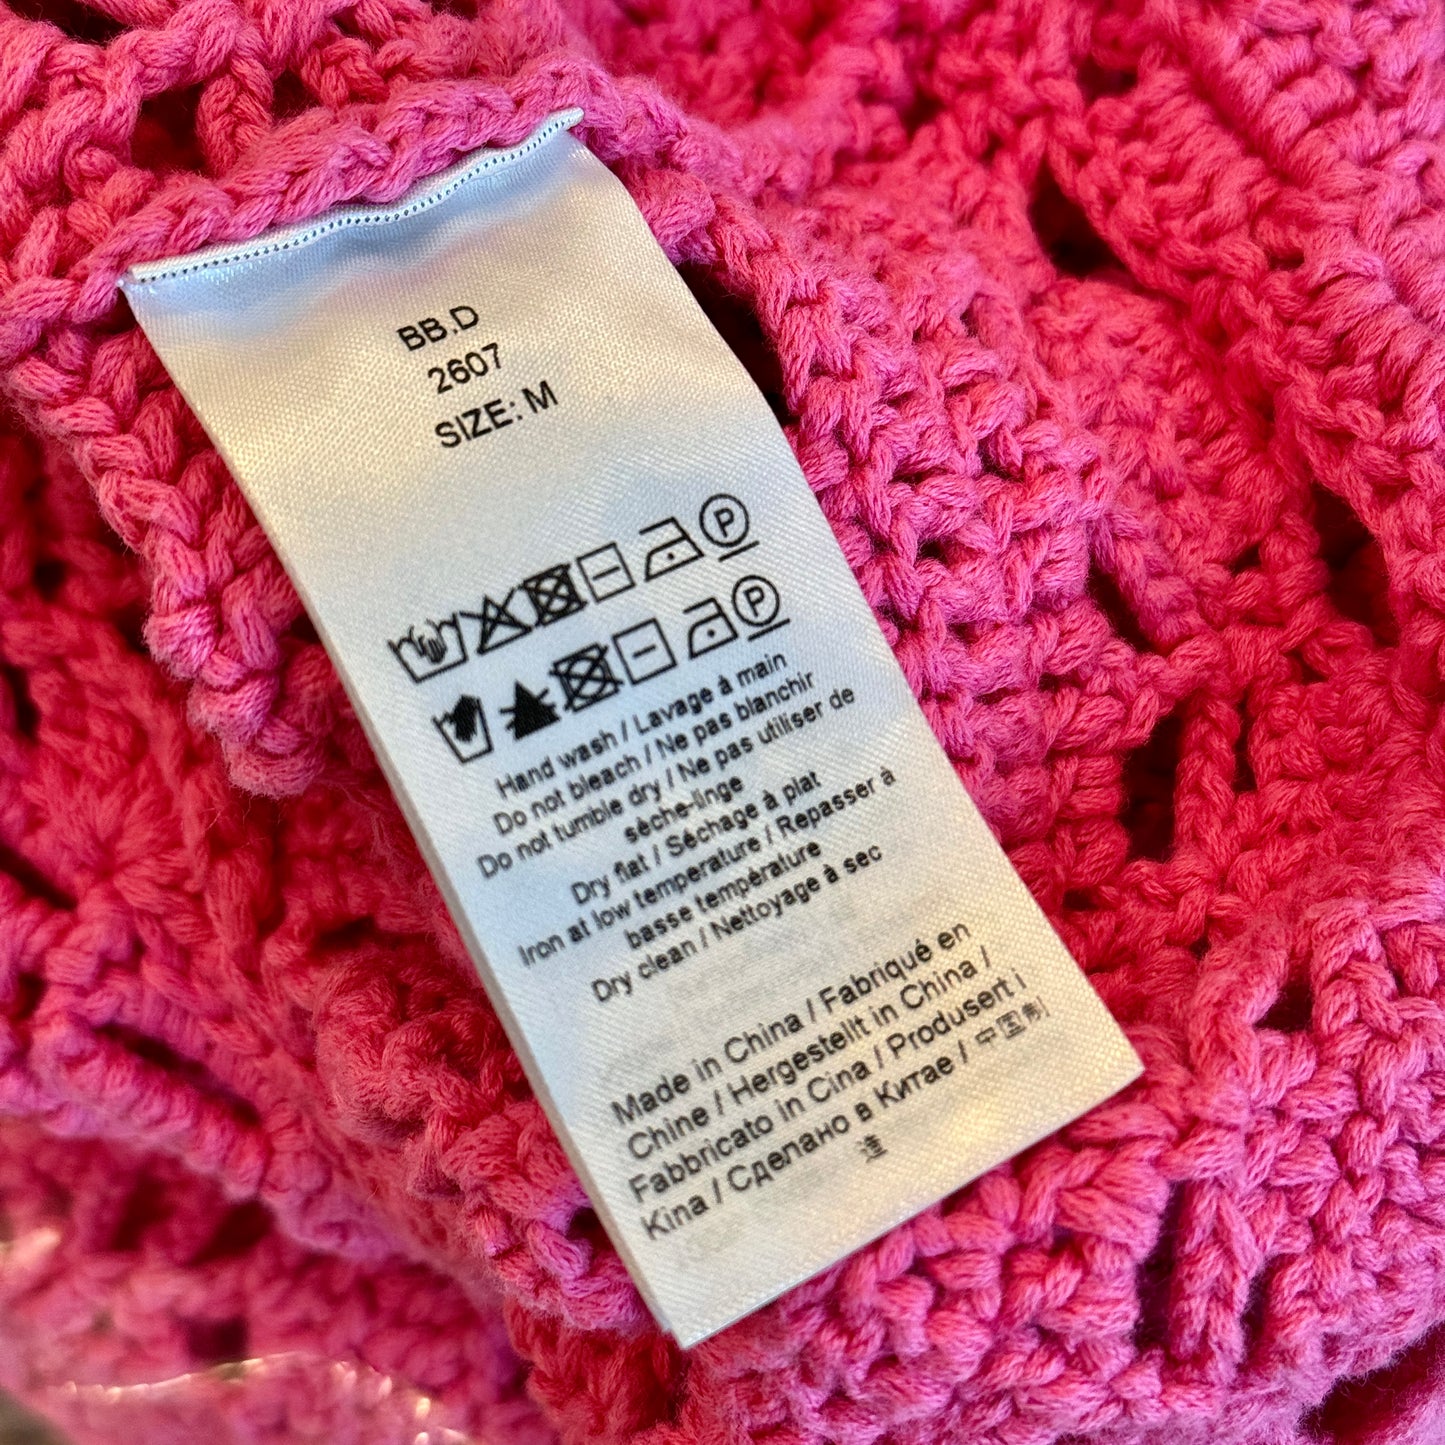 BB.D
2607
SIZE: M
P
P
Hand wash / Lavage à main
Do not bleach / Ne pas blanchir
Do not tumble dry / Ne pas utiliser de
sèche-linge
Dry flat / Séchage à plat
Iron at low temperature / Repasser à
basse température
Dry clean / Nettoyage à sec
Made in China / Fabriqué en
Chine / Hergestellt in China /
Fabbricato in Cina / Produsert i
Kina / Сделано в Китае / 中国制
造